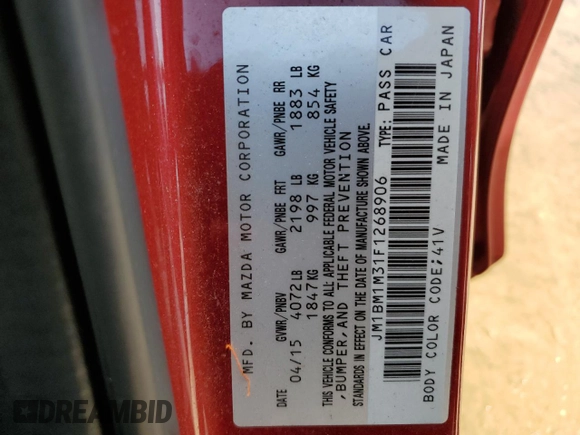 MFD. BY MAZDA MOTOR CORPORATION
DATE GVWR/PNBV GAWR/PNBE FRT GAWR/PNBE RR
04/15 4072LB 2198 LB 1883 LB
1847KG 997 KG 854 KG
THIS VEHICLE CONFORMS TO ALL APPLICABLE FEDERAL MOTOR VEHICLE SAFETY
,BUMPER,AND THEFT PREVENTION
STANDARDS IN EFFECT ON THE DATE OF MANUFACTURE SHOWN ABOVE.
JM1BM1M31F1268906 TYPE: PASS CAR
BODY COLOR CODE;41V MADE IN JAPAN
DREAMBID